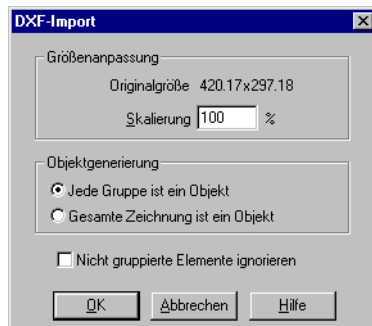 DXF-Import
Größenanpassung
Originalgröße 420.17x297.18
Skalierung 100 %
Objektgenerierung
Jede Gruppe ist ein Objekt
Gesamte Zeichnung ist ein Objekt
Nicht gruppierte Elemente ignorieren
OK Abbrechen Hilfe